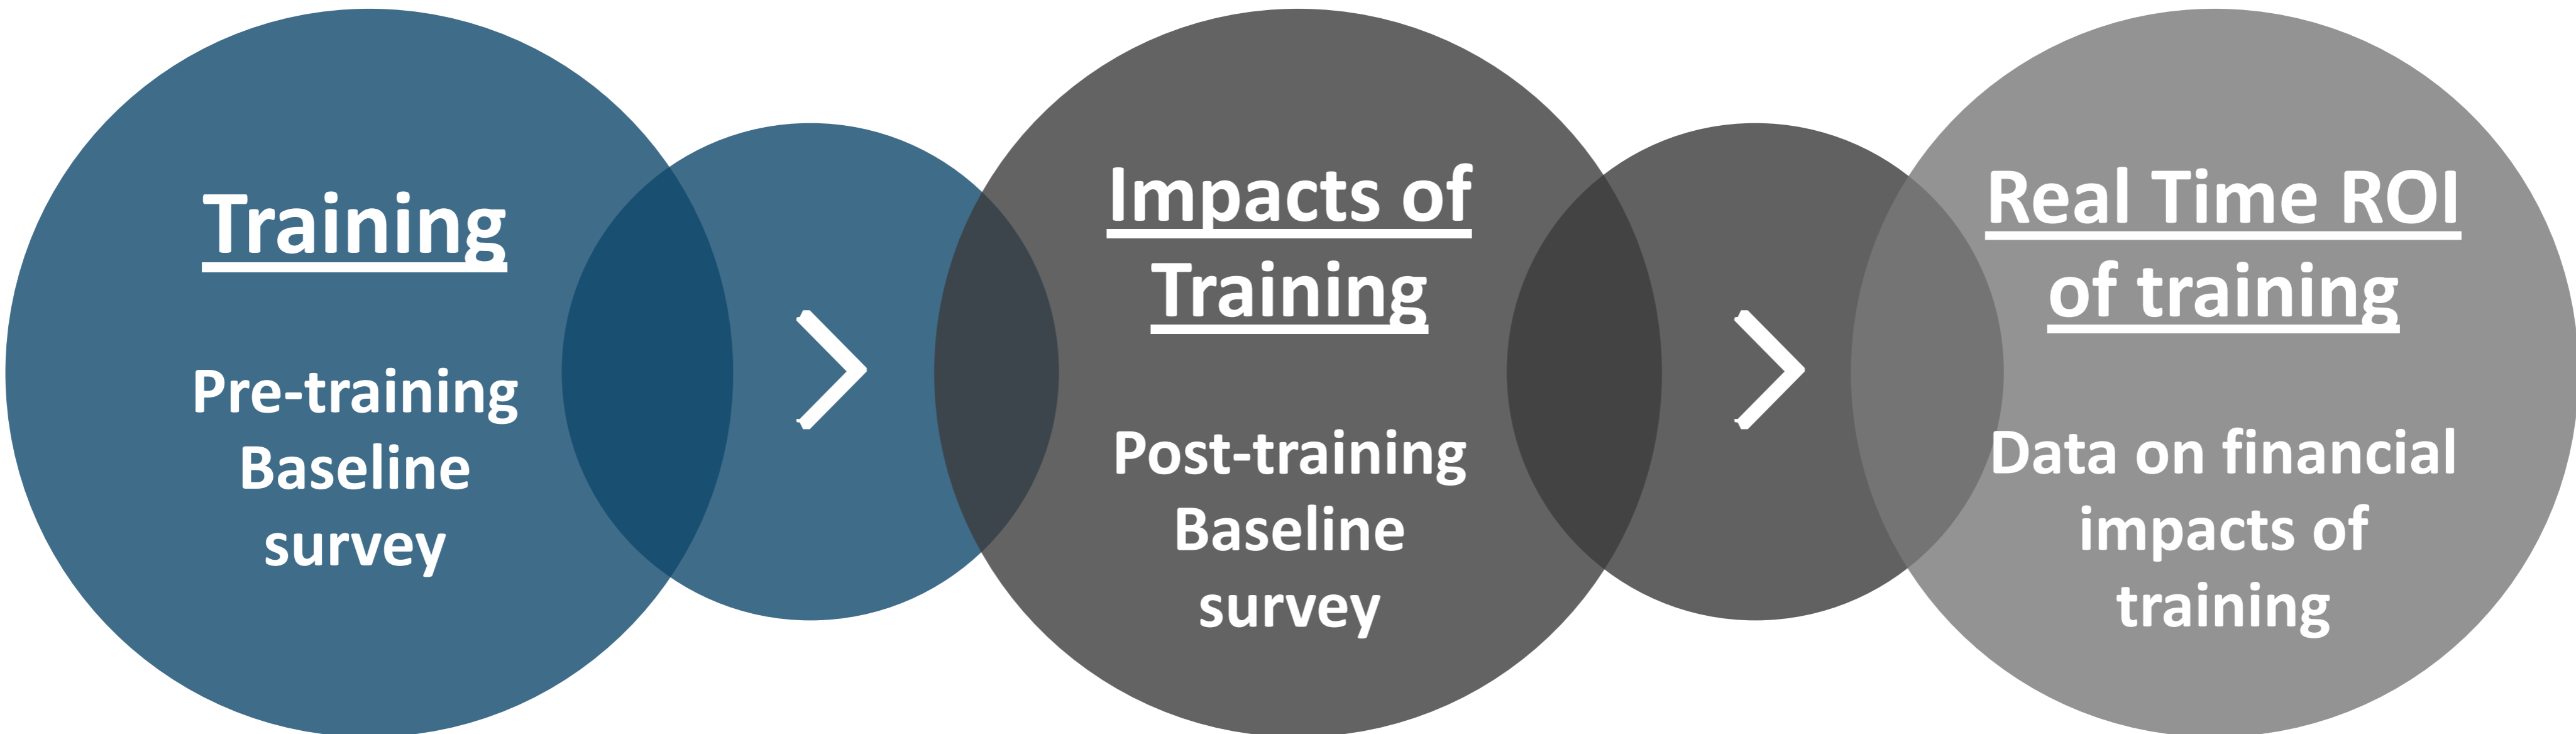 Training
Pre-training
Baseline
survey
>
Impacts of
Training
Post-training
Baseline
survey
>
Real Time ROI
of training
Data on financial
impacts of
training